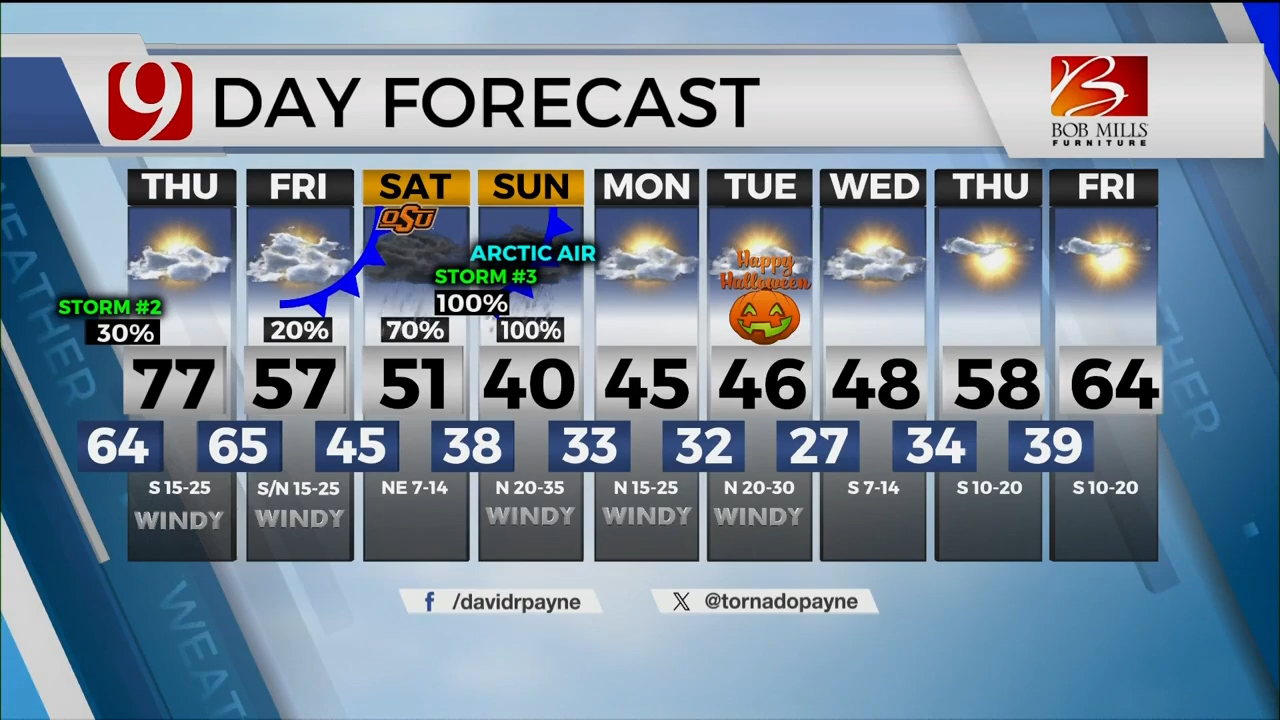 9 DAY FORECAST
B
BOB MILLS
FURNITURE
WEATHER
THU FRI SAT SUN MON TUE WED THU FRI
OSU
ARCTIC AIR
Happy
Halloween
STORM #3
100%
STORM #2
30% 20% 70% 100%
77 57 51 40 45 46 48 58 64
64 65 45 38 33 32 27 34 39
S 15-25 S/N 15-25 NE 7-14 N 20-35 N 15-25 N 20-30 S 7-14 S 10-20 S 10-20
WINDY WINDY WINDY WINDY WINDY
f /davidrpayne X @tornadopayne
WEAT
THER